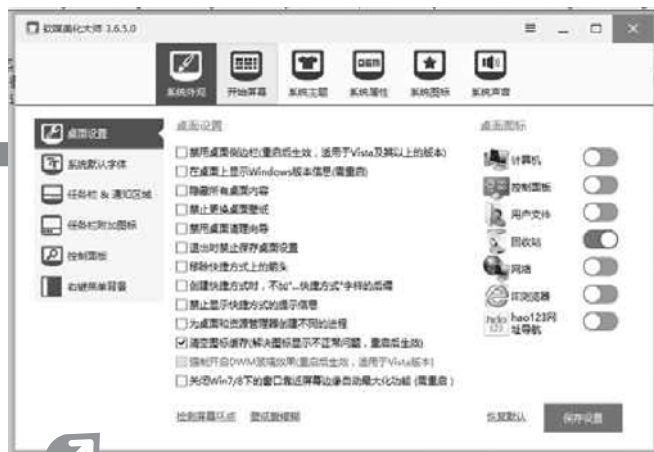 软媒美化大师 3.6.5.0
系统外观 开始屏幕 系统主题 系统属性 系统图标 系统声音
OEM
桌面设置
系统默认字体
任务栏 & 通知区域
任务栏附加图标
控制面板
右键菜单背景
桌面设置
禁用桌面侧边栏(重启后生效，适用于Vista及其以上的版本)
在桌面上显示Windows版本信息(需重启)
隐藏所有桌面内容
禁止更换桌面壁纸
禁用桌面清理向导
退出时禁止保存桌面设置
移除快捷方式上的箭头
创建快捷方式时，不加"...快捷方式"字样的后缀
禁止显示快捷方式的提示信息
为桌面和资源管理器创建不同的进程
清空图标缓存(解决图标显示不正常问题，重启后生效)
强制开启DWM玻璃效果(重启后生效，适用于Vista版本)
关闭Win7/8下的窗口靠近屏幕边缘自动最大化功能 (需重启)
检测屏幕坏点 壁纸我做糊
桌面图标
计算机
控制面板
用户文件
回收站
网络
IE浏览器
hao123网
址导航
hao
123
恢复默认 保存设置